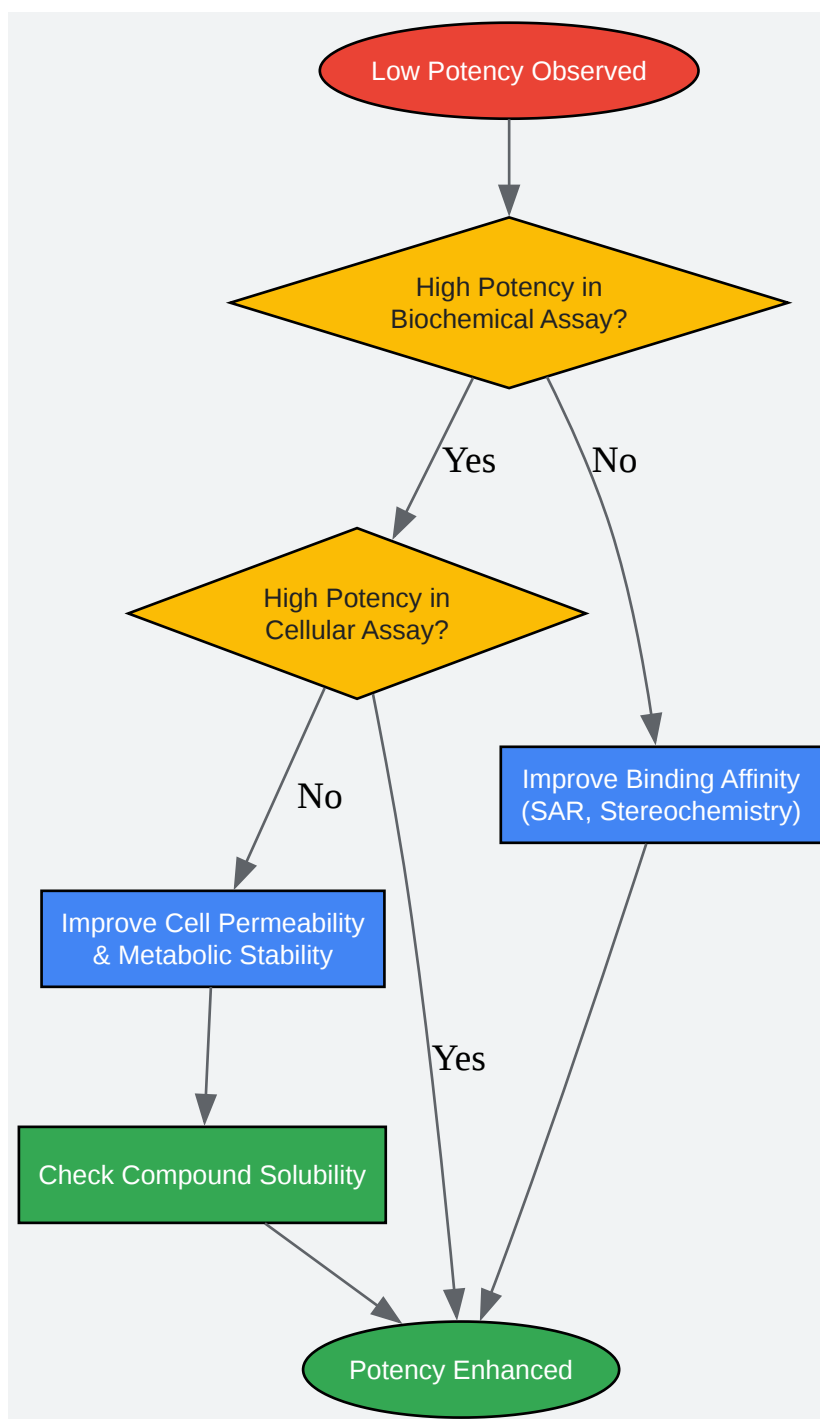 Low Potency Observed
High Potency in
Biochemical Assay?
Yes
No
High Potency in
Cellular Assay?
Improve Binding Affinity
(SAR, Stereochemistry)
No
Improve Cell Permeability
& Metabolic Stability
Yes
Check Compound Solubility
Potency Enhanced